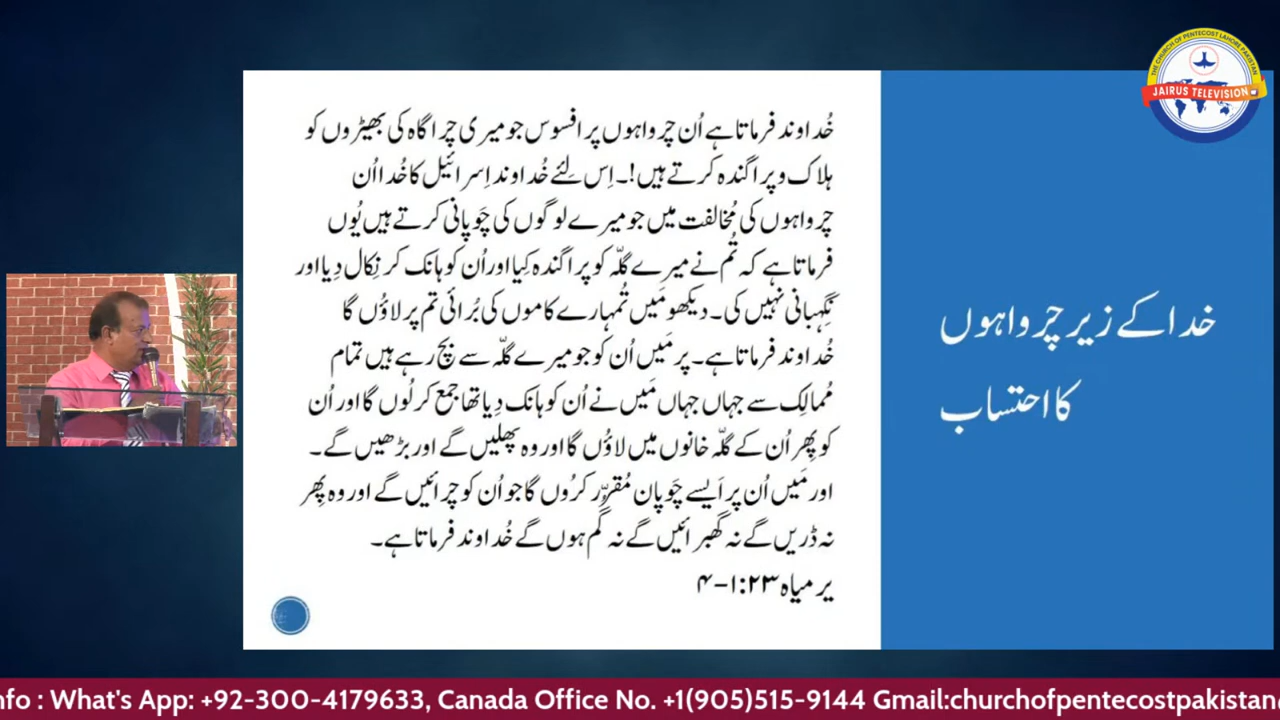 THE CHURCH OF PENTECOST LAHORE PAKISTAN
JAIRUS TELEVISION
خُداوند فرماتا ہے اُن چرواہوں پر افسوس جو میری چراگاہ کی بھیڑوں کو
ہلاک و پراگندہ کرتے ہیں!۔ اِس لِئے خُداوند اِسرائیل کا خُدا اُن
چرواہوں کی مُخالفت میں جو میرے لوگوں کی چَوپانی کرتے ہیں یُوں
فرماتا ہے کہ تُم نے میرے گلّہ کو پراگندہ کِیا اور اُن کو ہانک کر نِکال دِیا اور
نِگہبانی نہیں کی۔ دیکھو مَیں تُمہارے کاموں کی بُرائی تم پر لاؤُں گا
خُداوند فرماتا ہے۔ پر مَیں اُن کو جو میرے گلّہ سے بچ رہے ہیں تمام
مُمالِک سے جہاں جہاں مَیں نے اُن کو ہانک دِیا تھا جمع کر لُوں گا اور اُن
کو پِھر اُن کے گلّہ خانوں میں لاؤُں گا اور وہ پھلیں گے اور بڑھیں گے۔
اور مَیں اُن پر اَیسے چَوپان مُقرّر کرُوں گا جو اُن کو چرائیں گے اور وہ پِھر
نہ ڈریں گے نہ گھبرائیں گے نہ گُم ہوں گے خُداوند فرماتا ہے۔
یرمیاہ ۲۳:۱-۴
خدا کے زیر چرواہوں
کا احتساب
nfo : What's App: +92-300-4179633, Canada Office No. +1(905)515-9144 Gmail:churchofpentecostpakistan